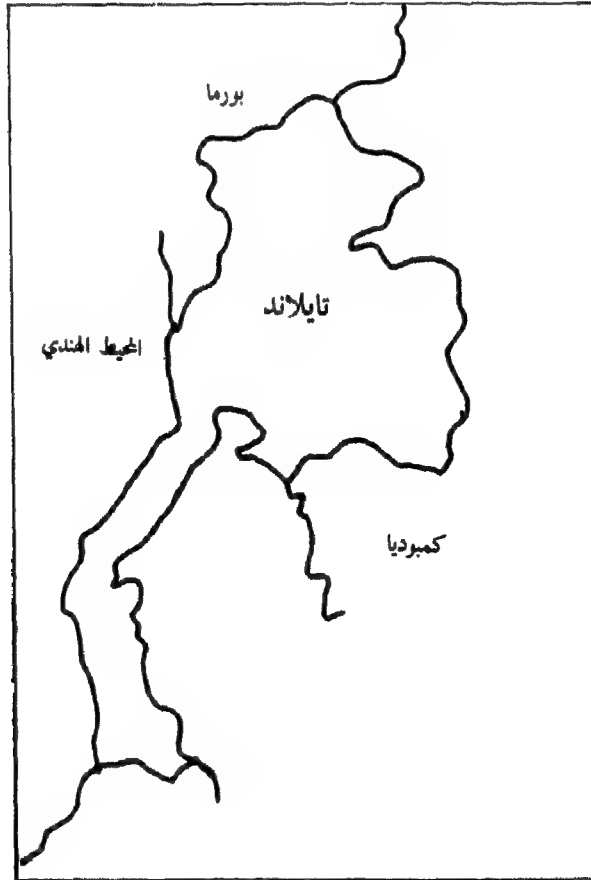 بورما
تايلاند
المحيط الهندي
كمبوديا